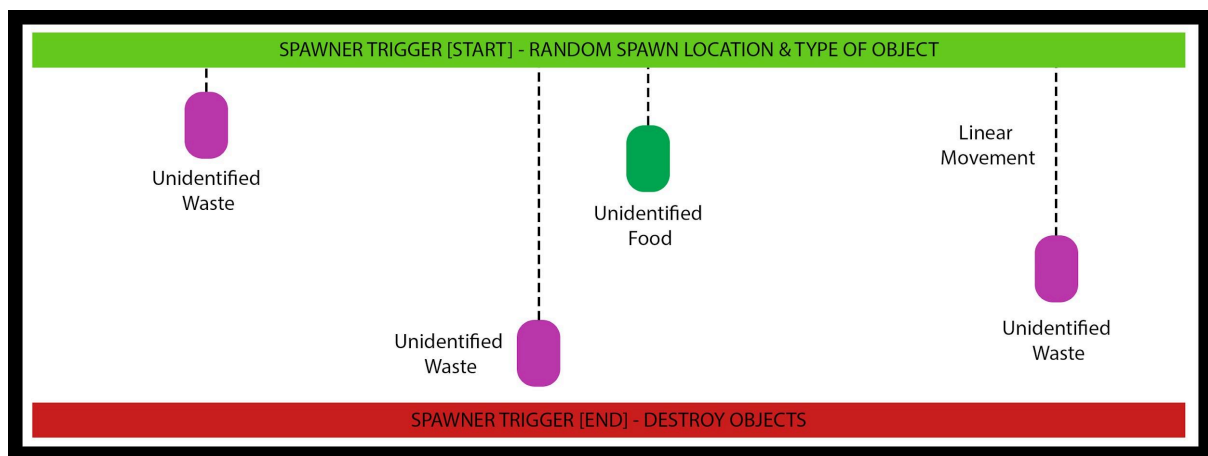 SPAWNER TRIGGER [START] - RANDOM SPAWN LOCATION & TYPE OF OBJECT
Unidentified
Waste
Unidentified
Food
Linear
Movement
Unidentified
Waste
Unidentified
Waste
SPAWNER TRIGGER [END] - DESTROY OBJECTS